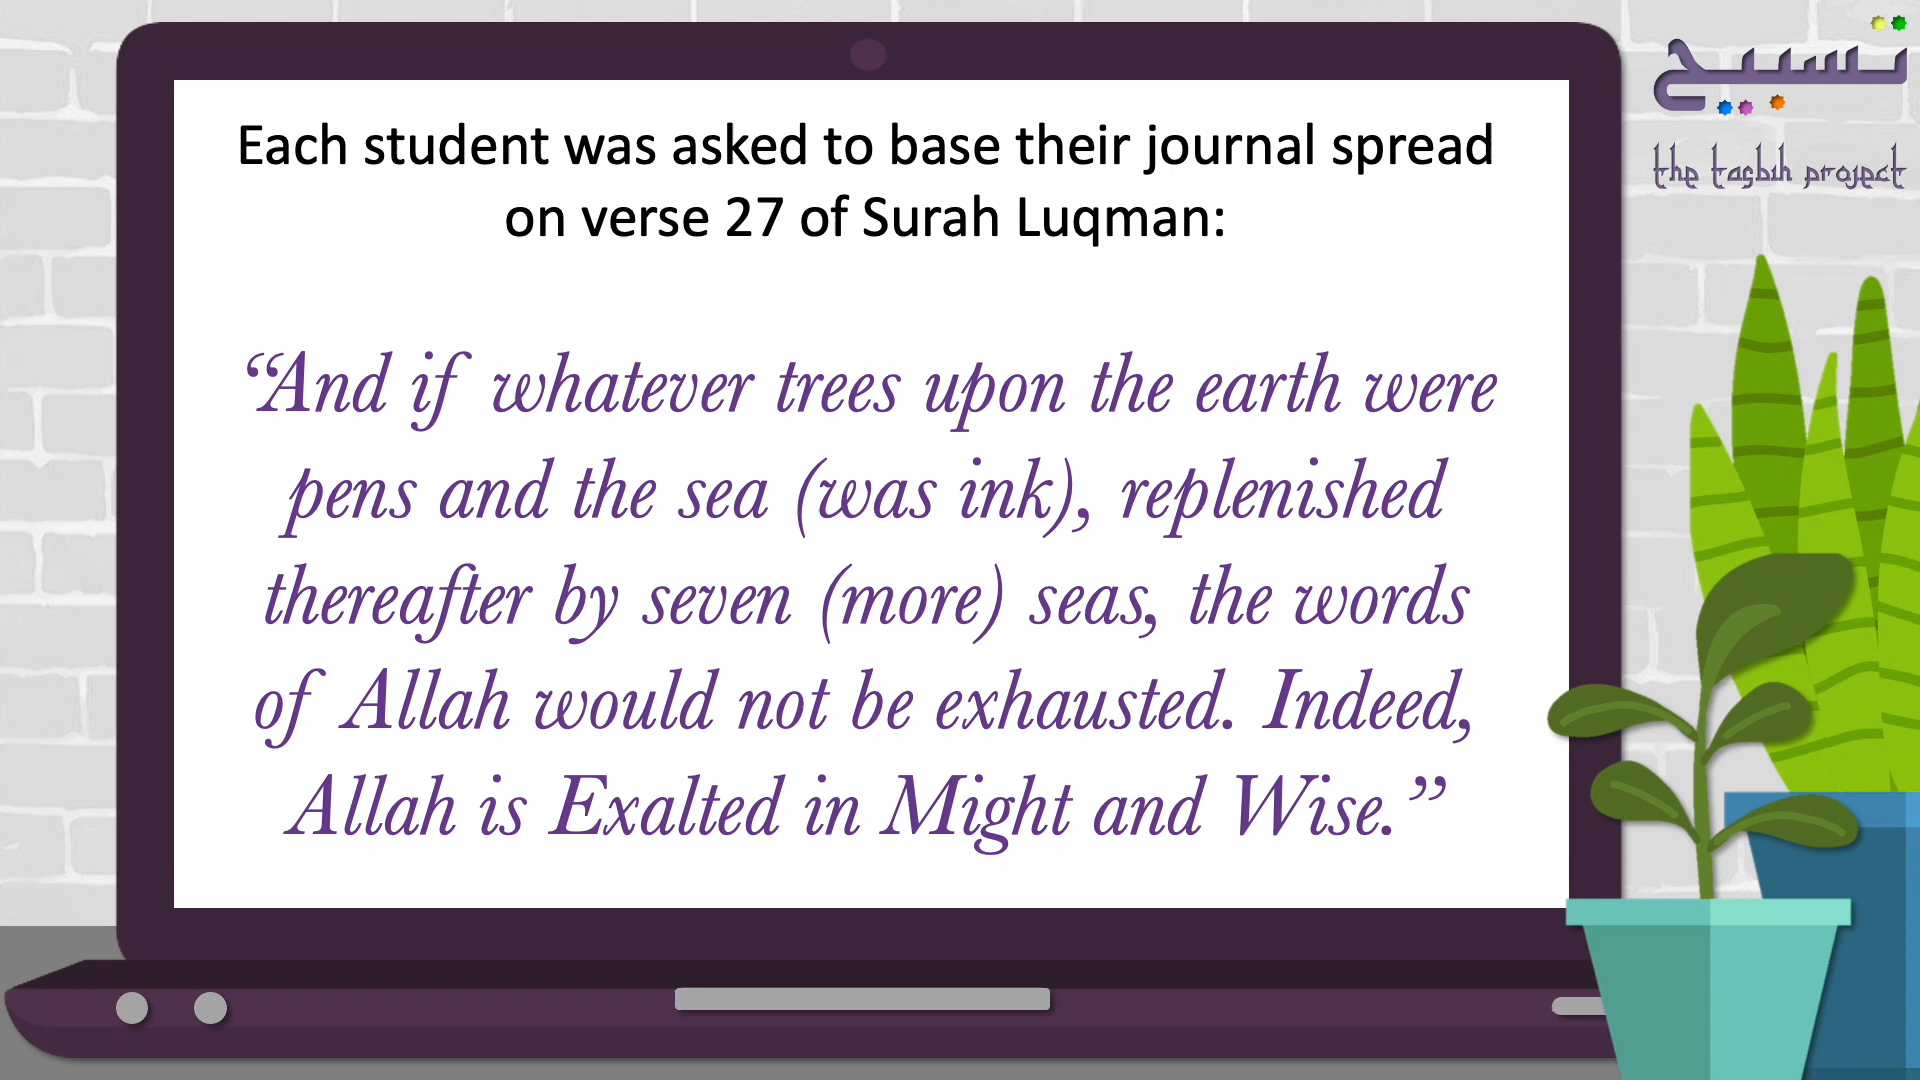 Each student was asked to base their journal spread
on verse 27 of Surah Luqman:
“And if whatever trees upon the earth were
pens and the sea (was ink), replenished
thereafter by seven (more) seas, the words
of Allah would not be exhausted. Indeed,
Allah is Exalted in Might and Wise.”
تسبيح
the tasbih project